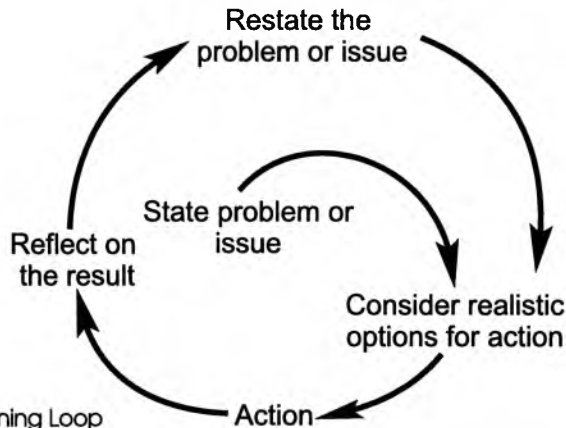 Restate the
problem or issue
State problem or
issue
Reflect on
the result
Consider realistic
options for action
Action
Loop